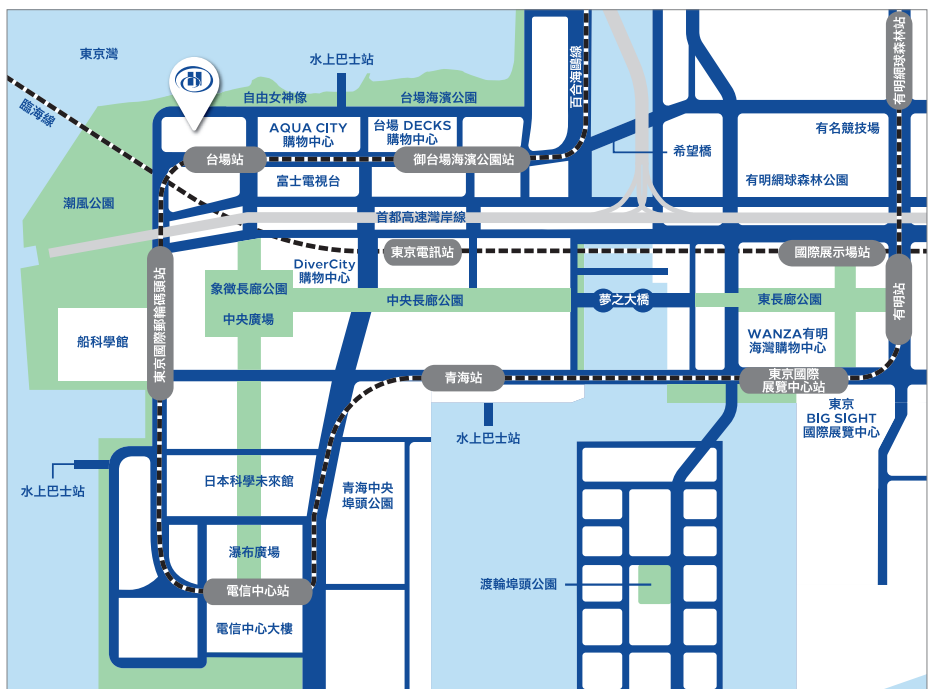 東京灣
臨海線
水上巴士站
自由女神像
台場海濱公園
百合海鷗線
有明網球森林站
AQUA CITY
購物中心
台場 DECKS
購物中心
有名競技場
希望橋
台場站
御台場海濱公園站
富士電視台
有明網球森林公園
潮風公園
首都高速灣岸線
東京電訊站
國際展示場站
DiverCity
購物中心
象徵長廊公園
中央廣場
中央長廊公園
夢之大橋
東長廊公園
有明站
東京國際郵輪碼頭站
船科學館
WANZA有明
海灣購物中心
青海站
東京國際
展覽中心站
東京
BIG SIGHT
國際展覽中心
水上巴士站
水上巴士站
日本科學未來館
青海中央
埠頭公園
瀑布廣場
電信中心站
渡輪埠頭公園
電信中心大樓